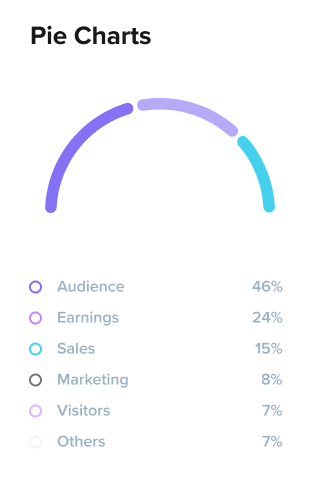 Pie Charts
Audience 46%
Earnings 24%
Sales 15%
Marketing 8%
Visitors 7%
Others 7%